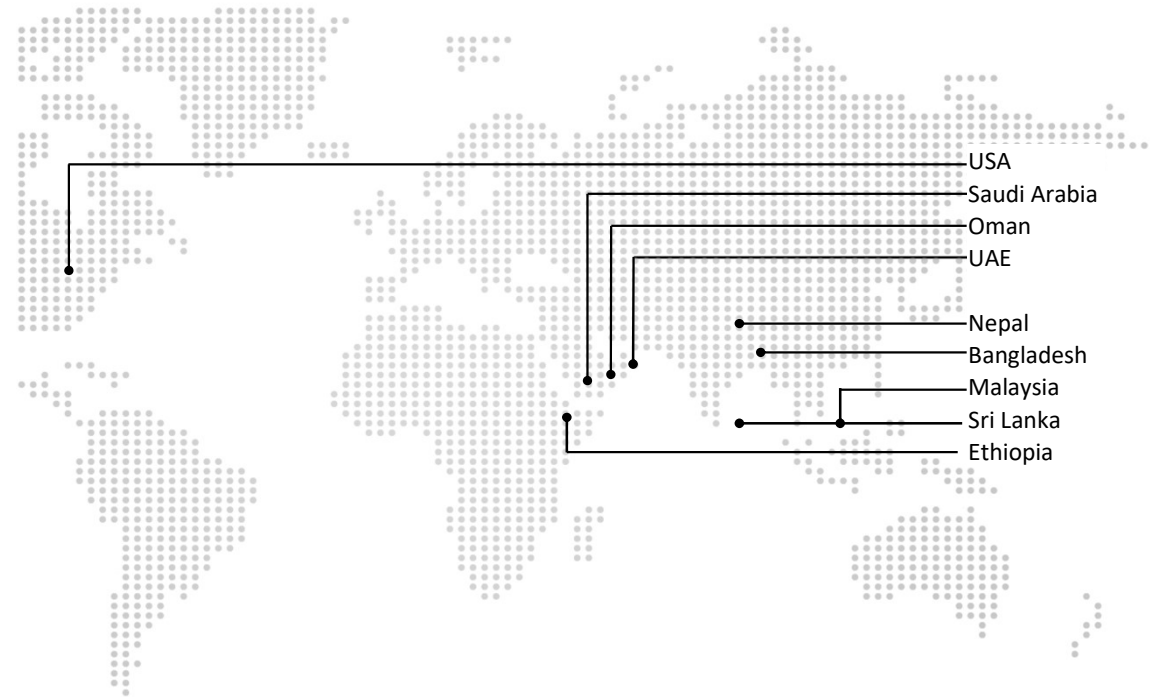 USA
Saudi Arabia
Oman
UAE
Nepal
Bangladesh
Malaysia
Sri Lanka
Ethiopia